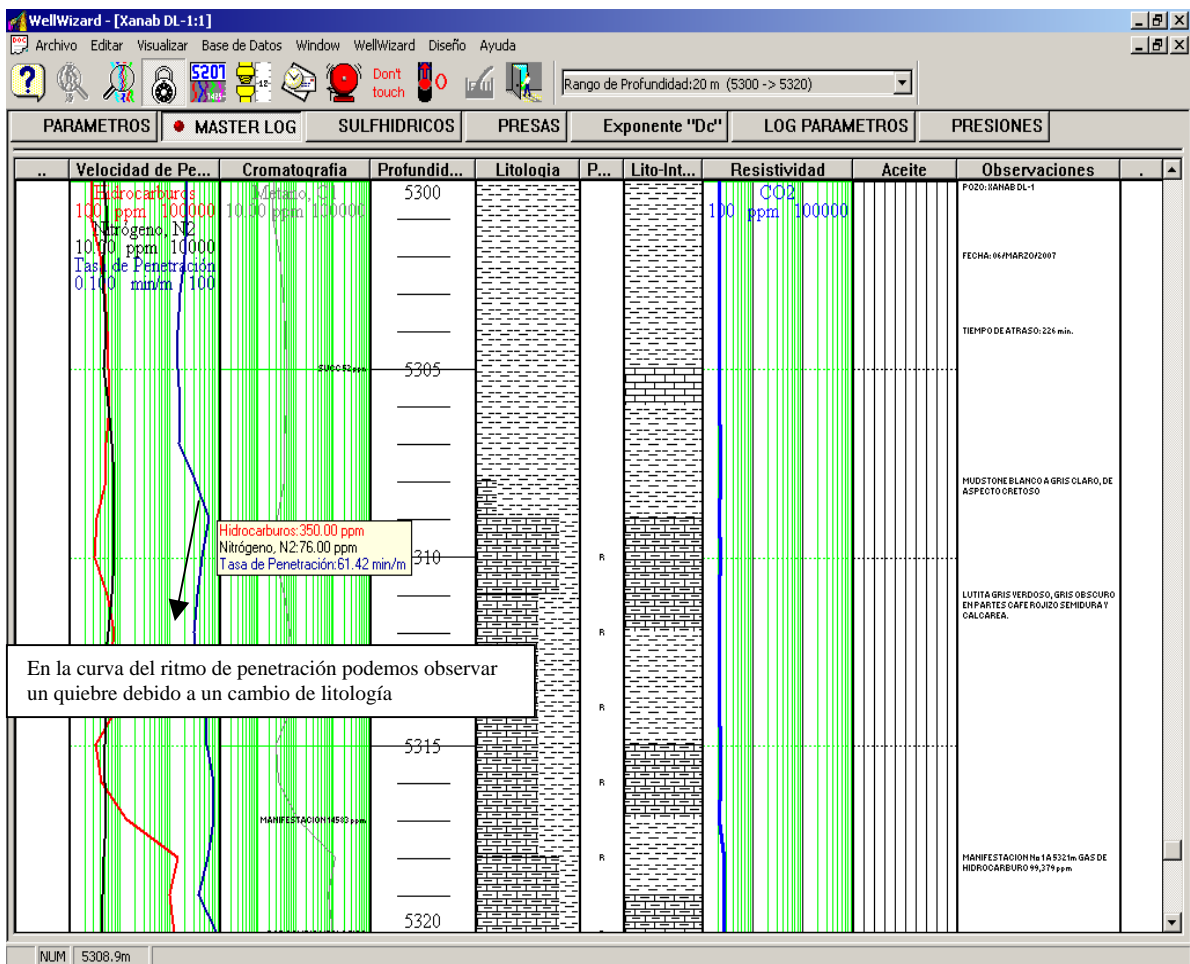 WellWizard - [Xanab DL-1:1]
Archivo Editar Visualizar Base de Datos Window WellWizard Diseño Ayuda
Don't
touch
Rango de Profundidad:20 m (5300 -> 5320)
PARAMETROS MASTER LOG SULFHIDRICOS PRESAS Exponente "Dc" LOG PARAMETROS PRESIONES
.. Velocidad de Pe... Cromatografia Profundid... Litologia P... Lito-Int... Resistividad Aceite Observaciones .
Hidrocarburos
100 ppm 100000
Nitrógeno, N2
10.00 ppm 10000
Tasa de Penetración
0.100 min/m 100
Metano, C1
10.00 ppm 100000
5300
CO2
100 ppm 100000
POZO: XANAB DL-1
FECHA: 06/MARZO/2007
TIEMPO DE ATRASO: 226 min.
SUCC 52 ppm
5305
MUDSTONE BLANCO A GRIS CLARO, DE
ASPECTO CRETOSO
Hidrocarburos:350.00 ppm
Nitrógeno, N2:76.00 ppm
Tasa de Penetración:61.42 min/m
310
R
LUTITA GRIS VERDOSO, GRIS OBSCURO
EN PARTES CAFE ROJIZO SEMIDURA Y
CALCAREA.
R
En la curva del ritmo de penetración podemos observar
un quiebre debido a un cambio de litología
R
5315
R
MANIFESTACION 14583 ppm
R
MANIFESTACION No 1 A 5321m GAS DE
HIDROCARBURO 99,379 ppm
5320
NUM 5308.9m